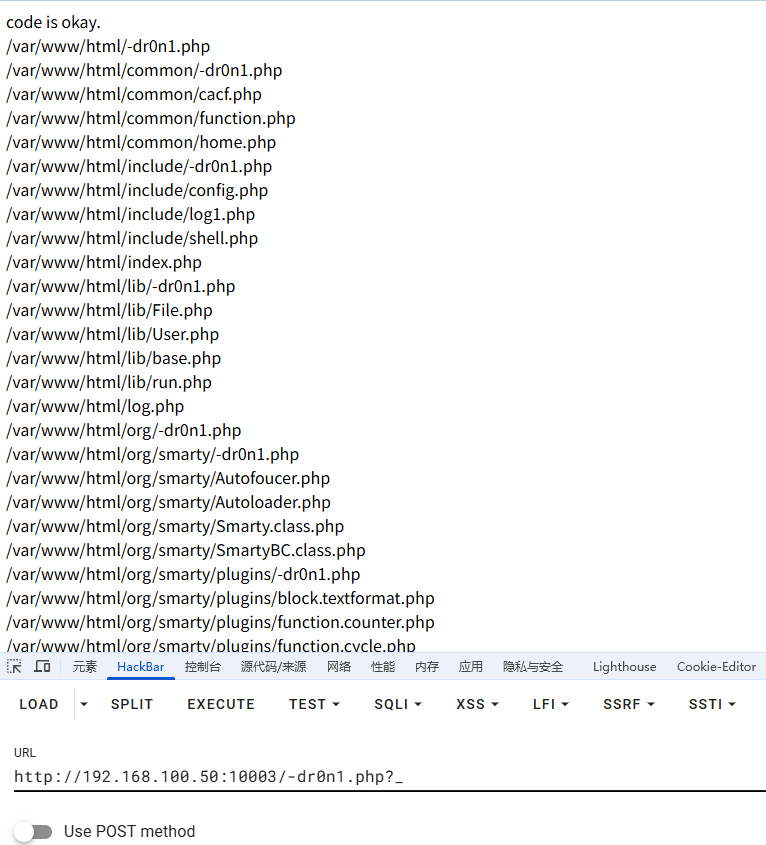 code is okay.
/var/www/html/-dr0n1.php
/var/www/html/common/-dr0n1.php
/var/www/html/common/cacf.php
/var/www/html/common/function.php
/var/www/html/common/home.php
/var/www/html/include/-dr0n1.php
/var/www/html/include/config.php
/var/www/html/include/log1.php
/var/www/html/include/shell.php
/var/www/html/index.php
/var/www/html/lib/-dr0n1.php
/var/www/html/lib/File.php
/var/www/html/lib/User.php
/var/www/html/lib/base.php
/var/www/html/lib/run.php
/var/www/html/log.php
/var/www/html/org/-dr0n1.php
/var/www/html/org/smarty/-dr0n1.php
/var/www/html/org/smarty/Autofoucer.php
/var/www/html/org/smarty/Autoloader.php
/var/www/html/org/smarty/Smarty.class.php
/var/www/html/org/smarty/SmartyBC.class.php
/var/www/html/org/smarty/plugins/-dr0n1.php
/var/www/html/org/smarty/plugins/block.textformat.php
/var/www/html/org/smarty/plugins/function.counter.php
/var/www/html/org/smarty/plugins/function.cycle.php
元素 HackBar 控制台 源代码/来源 网络 性能 内存 应用 隐私与安全 Lighthouse Cookie-Editor
LOAD SPLIT EXECUTE TEST SQLI XSS LFI SSRF SSTI
URL
http://192.168.100.50:10003/-dr0n1.php?_
Use POST method